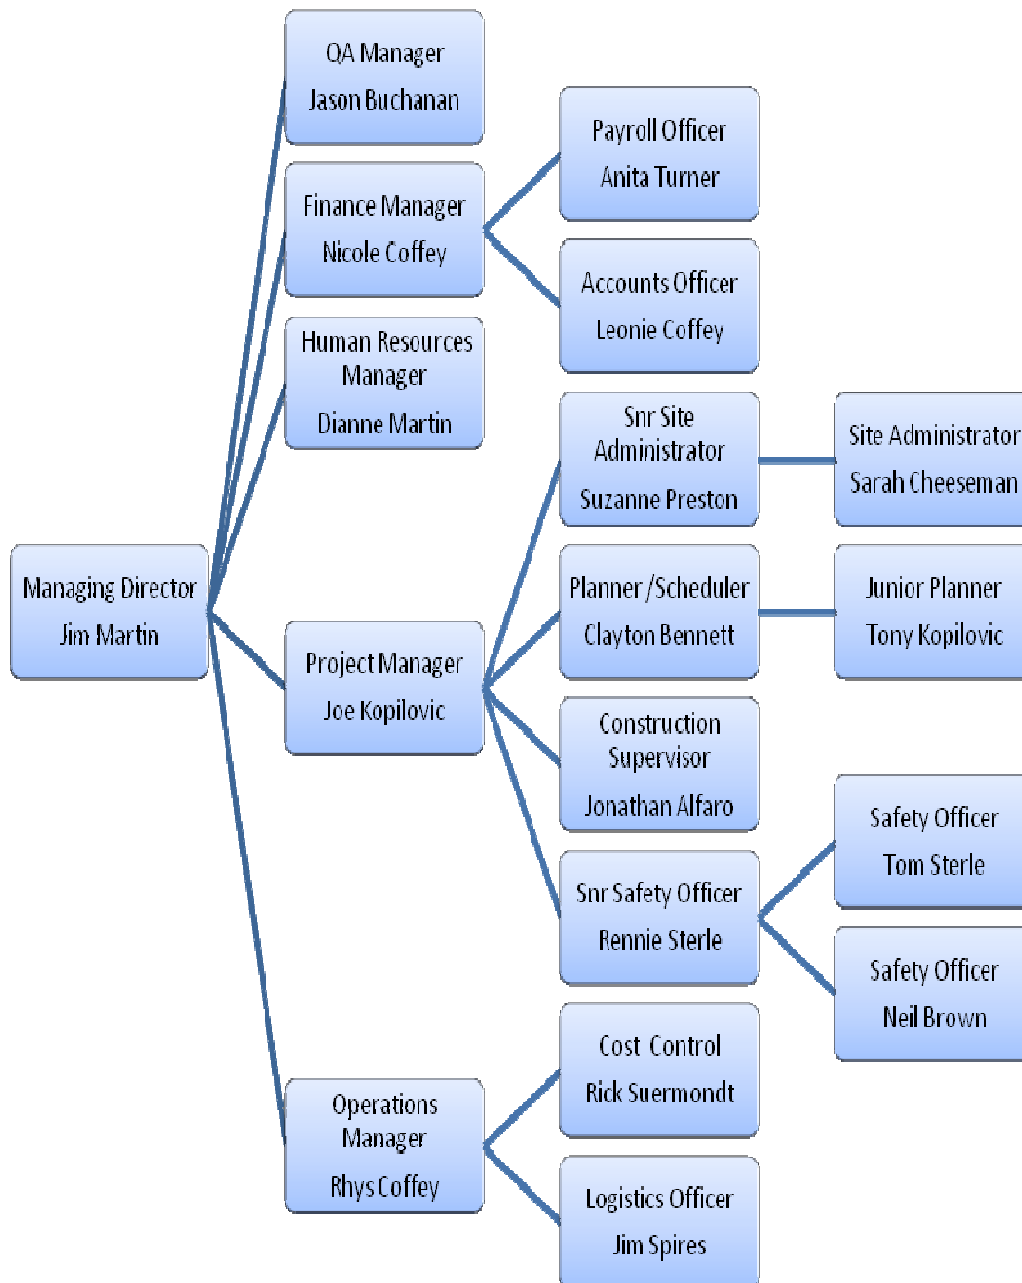 QA Manager
Jason Buchanan
Payroll Officer
Anita Turner
Finance Manager
Nicole Coffey
Accounts Officer
Leonie Coffey
Human Resources
Manager
Dianne Martin
Snr Site
Administrator
Suzanne Preston
Site Administrator
Sarah Cheeseman
Managing Director
Jim Martin
Planner/Scheduler
Clayton Bennett
Junior Planner
Tony Kopilovic
Project Manager
Joe Kopilovic
Construction
Supervisor
Jonathan Alfaro
Safety Officer
Tom Sterle
Snr Safety Officer
Rennie Sterle
Safety Officer
Neil Brown
Cost Control
Rick Suermondt
Operations
Manager
Rhys Coffey
Logistics Officer
Jim Spires